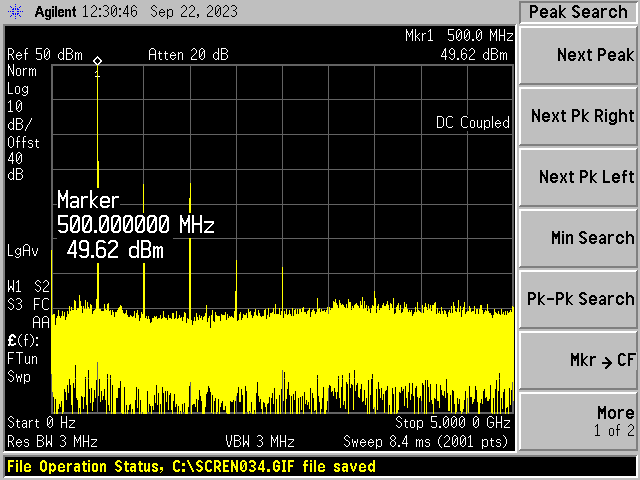 Agilent 12:30:46 Sep 22, 2023
Peak Search
Mkr1 500.0 MHz
Ref 50 dBm Atten 20 dB 49.62 dBm
Norm
Log
10
dB/
Offst
40
dB
1
DC Coupled
Marker
500.000000 MHz
49.62 dBm
LgAv
W1 S2
S3 FC
AA
£(f):
FTun
Swp
Start 0 Hz Stop 5.000 0 GHz
Res BW 3 MHz VBW 3 MHz Sweep 8.4 ms (2001 pts)
File Operation Status, C:\SCREN034.GIF file saved
Next Peak
Next Pk Right
Next Pk Left
Min Search
Pk-Pk Search
Mkr → CF
More
1 of 2